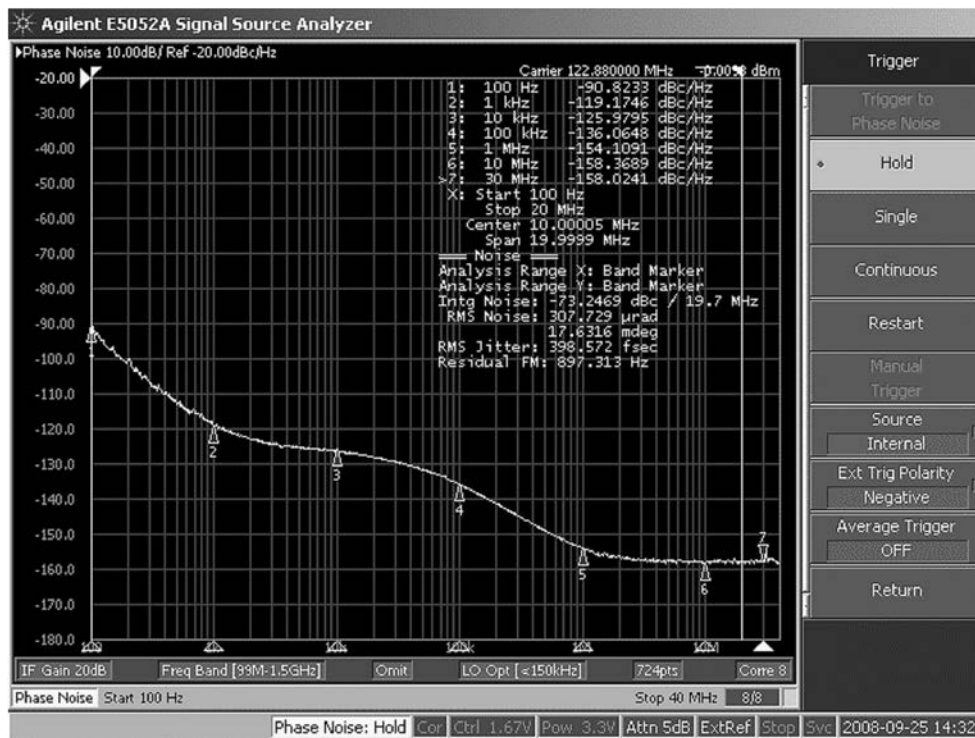 Agilent E5052A Signal Source Analyzer
Phase Noise 10.00dB/ Ref -20.00dBc/Hz
Carrier 122.880000 MHz dBm
1: 100 Hz -90.8233 dBc/Hz
2: 1 kHz -119.1746 dBc/Hz
3: 10 kHz -125.9795 dBc/Hz
4: 100 kHz -136.0648 dBc/Hz
5: 1 MHz -154.1091 dBc/Hz
6: 10 MHz -158.3689 dBc/Hz
>7: 30 MHz -158.0241 dBc/Hz
X: Start 100 Hz
Stop 20 MHz
Center 10.00005 MHz
Span 19.9999 MHz
Noise
Analysis Range X: Band Marker
Analysis Range Y: Band Marker
Intg Noise: -73.2469 dBc / 19.7 MHz
RMS Noise: 307.729 µrad
17.6316 mdeg
RMS Jitter: 398.572 fsec
Residual FM: 897.313 Hz
-20.00
-30.00
-40.00
-50.00
-60.00
-70.00
-80.00
-90.00
-100.0
-110.0
-120.0
-130.0
-140.0
-150.0
-160.0
-170.0
-180.0
1
2
3
4
5
6
7
IF Gain 20dB
Freq Band [99M-1.5GHz]
Omit
LO Opt [<150kHz]
724pts
Corre 8
Phase Noise Start 100 Hz
Stop 40 MHz
8/8
Phase Noise: Hold Cor Ctrl 1.67V Pow 3.3V Attn 5dB ExtRef Stop Svc 2008-09-25 14:32
Trigger
Trigger to
Phase Noise
Hold
Single
Continuous
Restart
Manual
Trigger
Source
Internal
Ext Trig Polarity
Negative
Average Trigger
OFF
Return